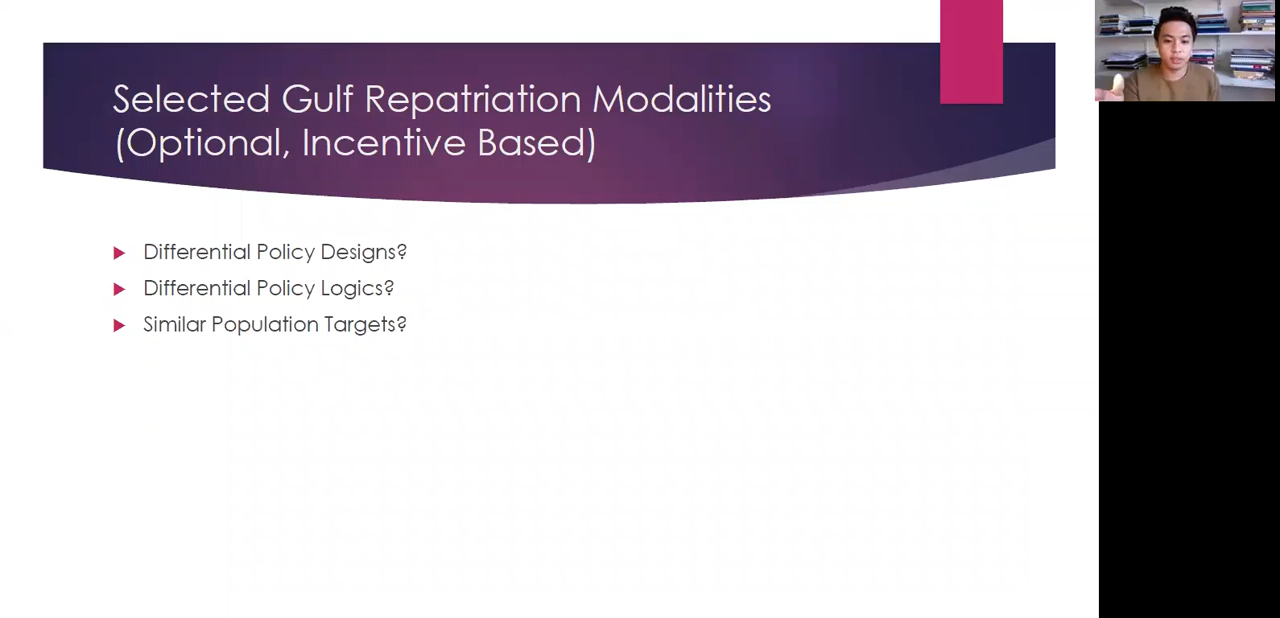 Selected Gulf Repatriation Modalities
(Optional, Incentive Based)
Differential Policy Designs?
Differential Policy Logics?
Similar Population Targets?